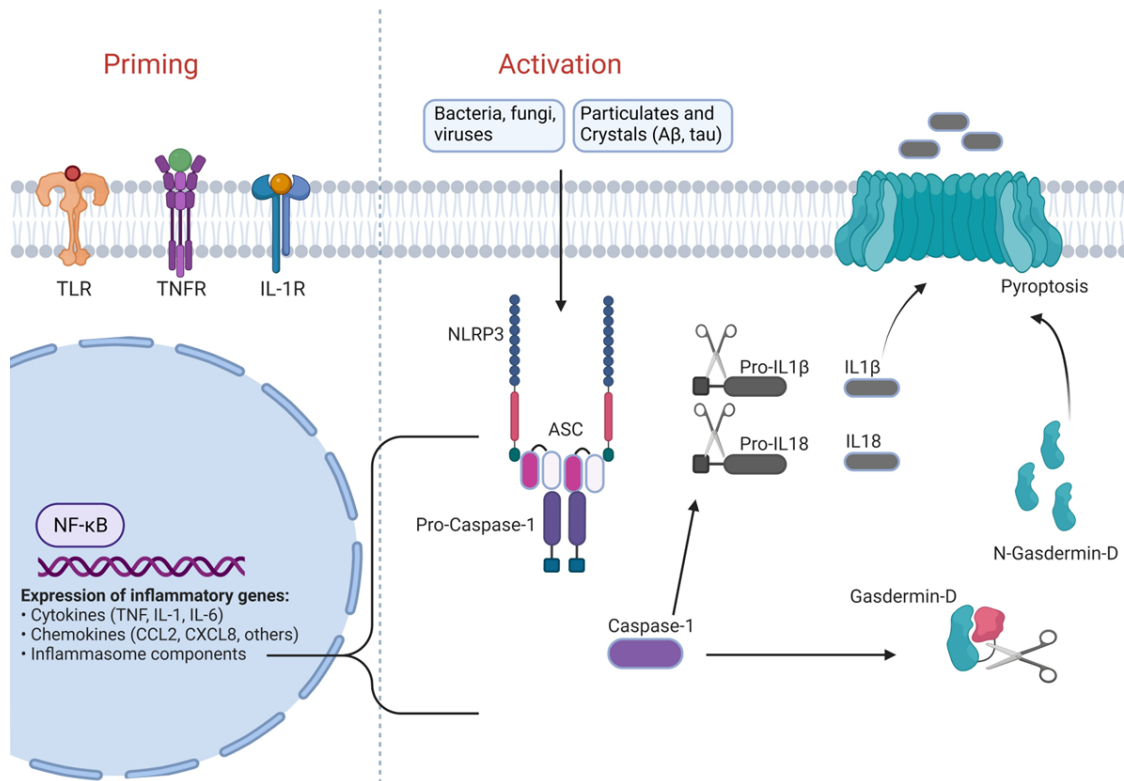 Priming
Activation
Bacteria, fungi,
viruses
Particulates and
Crystals (Aβ, tau)
TLR
TNFR
IL-1R
Pyroptosis
NLRP3
Pro-IL1β
IL1β
ASC
Pro-IL18
IL18
Pro-Caspase-1
NF-κB
N-Gasdermin-D
Expression of inflammatory genes:
• Cytokines (TNF, IL-1, IL-6)
• Chemokines (CCL2, CXCL8, others)
• Inflammasome components
Caspase-1
Gasdermin-D